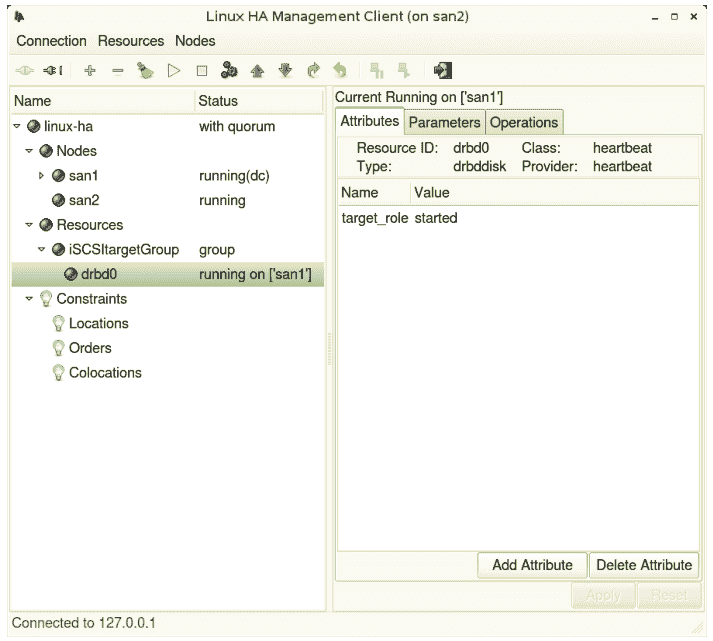 Linux HA Management Client (on san2)
Connection Resources Nodes
Name Status
linux-ha with quorum
Nodes
san1 running(dc)
san2 running
Resources
iSCSItargetGroup group
drbd0 running on ['san1']
Constraints
Locations
Orders
Colocations
Current Running on ['san1']
Attributes Parameters Operations
Resource ID: drbd0 Class: heartbeat
Type: drbddisk Provider: heartbeat
Name Value
target_role started
Add Attribute Delete Attribute
Apply Reset
Connected to 127.0.0.1